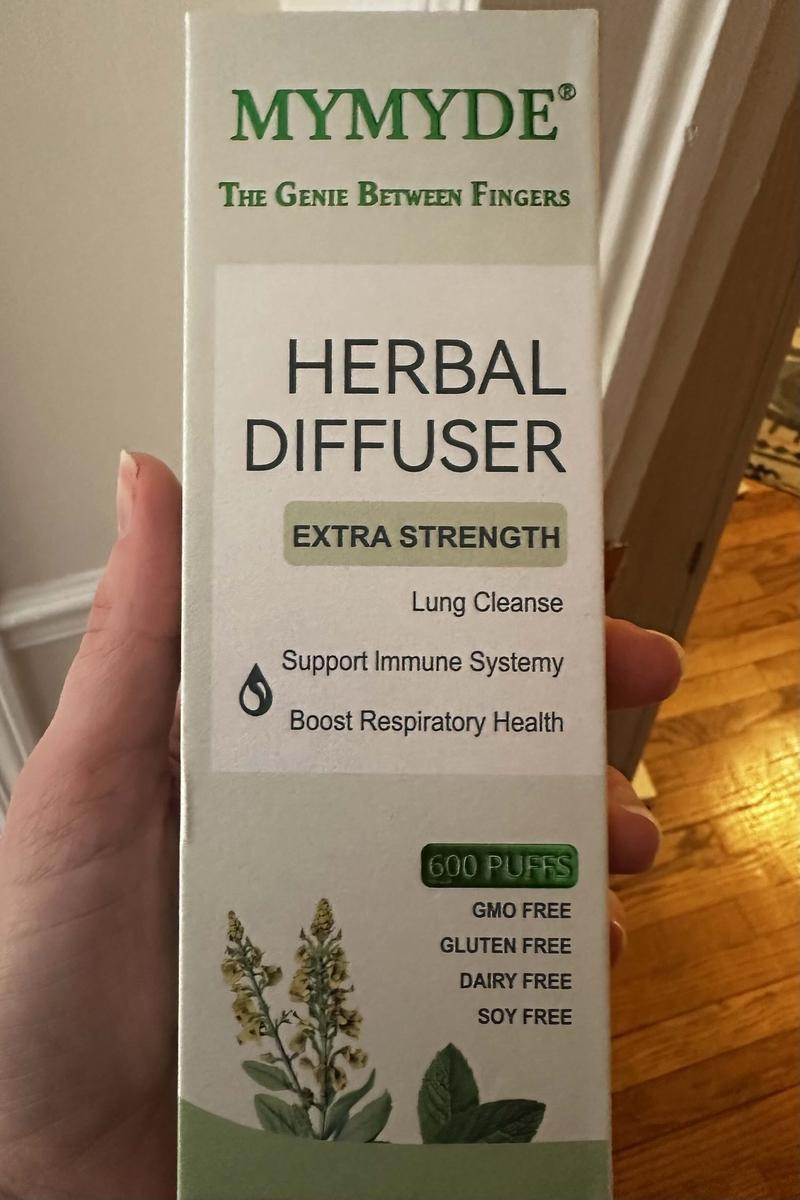 MYMYDE®
THE GENIE BETWEEN FINGERS
HERBAL
DIFFUSER
EXTRA STRENGTH
Lung Cleanse
Support Immune Systemy
Boost Respiratory Health
600 PUFFS
GMO FREE
GLUTEN FREE
DAIRY FREE
SOY FREE